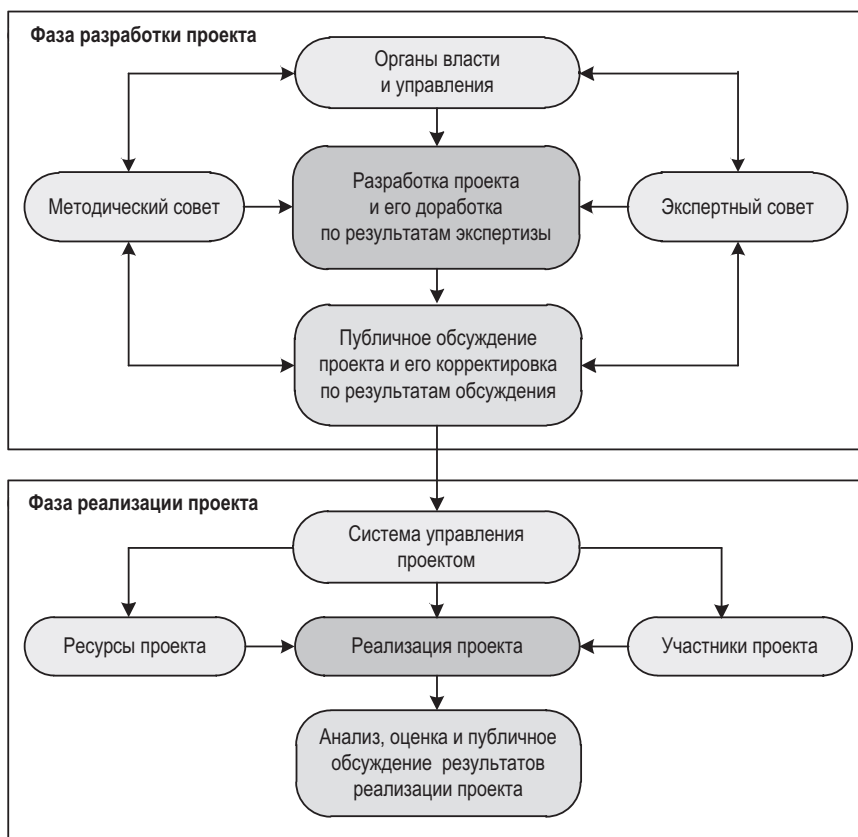 Фаза разработки проекта
Органы власти
и управления
Методический совет
Разработка проекта
и его доработка
по результатам экспертизы
Экспертный совет
Публичное обсуждение
проекта и его корректировка
по результатам обсуждения
Фаза реализации проекта
Система управления
проектом
Ресурсы проекта
Реализация проекта
Участники проекта
Анализ, оценка и публичное
обсуждение результатов
реализации проекта